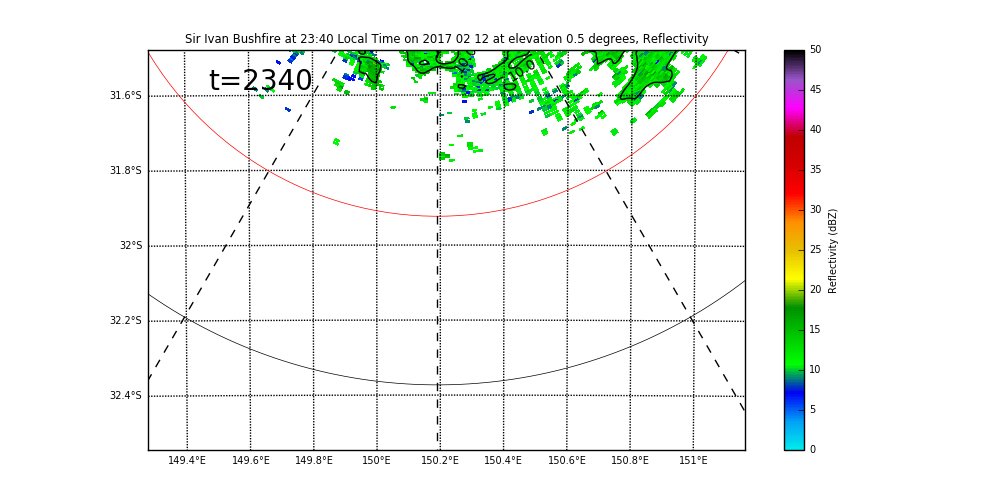 Sir Ivan Bushfire at 23:40 Local Time on 2017 02 12 at elevation 0.5 degrees, Reflectivity
t=2340
31.6°S
31.8°S
32°S
32.2°S
32.4°S
149.4°E 149.6°E 149.8°E 150°E 150.2°E 150.4°E 150.6°E 150.8°E 151°E
50
45
40
35
30
25
20
15
10
5
0
Reflectivity (dBZ)